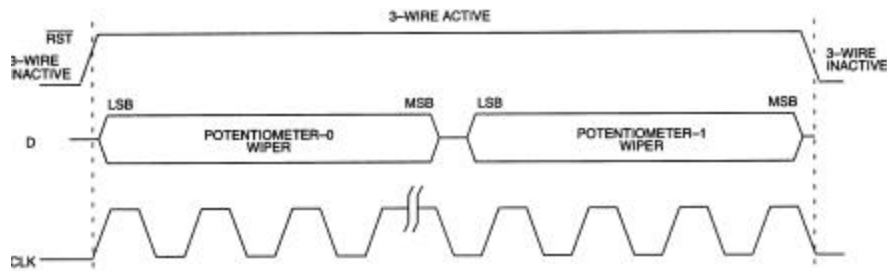 3–WIRE ACTIVE
RST
3–WIRE
INACTIVE
3–WIRE
INACTIVE
LSB
MSB
LSB
MSB
D
POTENTIOMETER–0
WIPER
POTENTIOMETER–1
WIPER
CLK